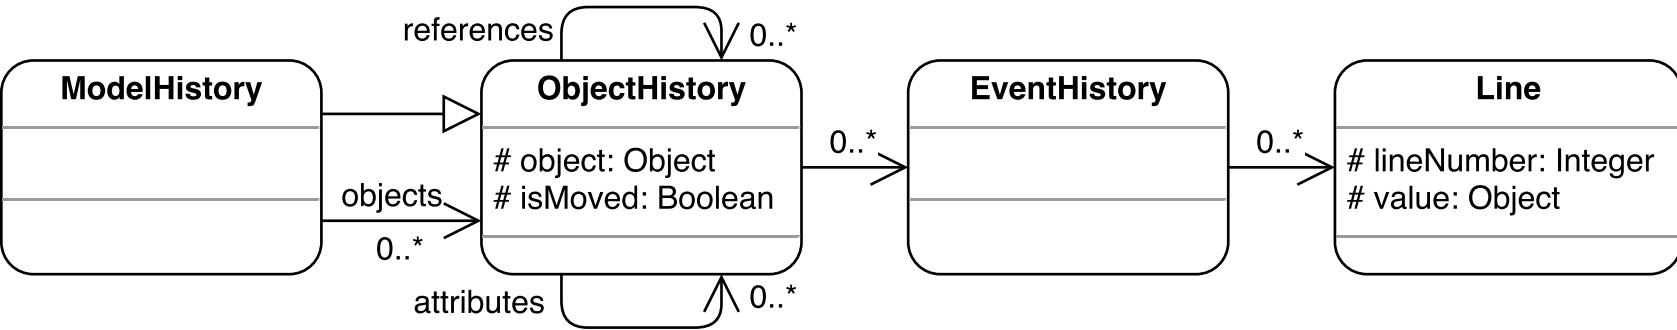 references
0..*
ModelHistory
ObjectHistory
EventHistory
Line
# object: Object
# isMoved: Boolean
0..*
0..*
# lineNumber: Integer
# value: Object
objects
0..*
attributes
0..*